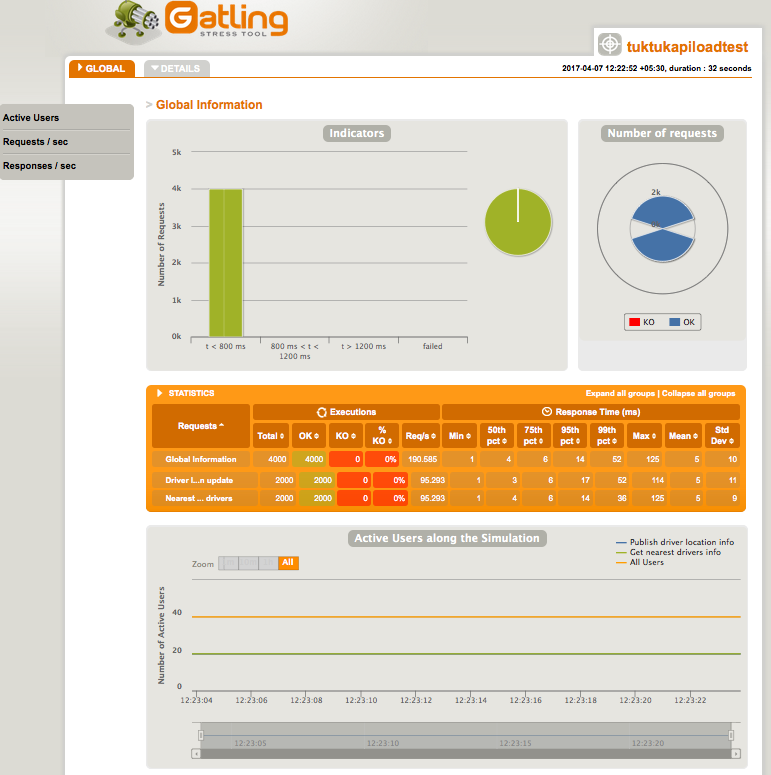 Gatling
STRESS TOOL
tuktukapiloadtest
GLOBAL
DETAILS
2017-04-07 12:22:52 +05:30, duration : 32 seconds
Active Users
Requests / sec
Responses / sec
> Global Information
Indicators
5k
4k
3k
2k
1k
0k
Number of Requests
t < 800 ms
800 ms < t < 1200 ms
t > 1200 ms
failed
Number of requests
2k
KO
OK
STATISTICS
Expand all groups | Collapse all groups
Requests Executions Response Time (ms)
Total OK KO % KO Req/s Min 50th pct 75th pct 95th pct 99th pct Max Mean Std Dev
Global Information 4000 4000 0 0% 190.585 1 4 6 14 52 125 5 10
Driver l...n update 2000 2000 0 0% 95.293 1 3 6 17 52 114 5 11
Nearest ... drivers 2000 2000 0 0% 95.293 1 4 6 14 36 125 5 9
Active Users along the Simulation
Publish driver location info
Get nearest drivers info
All Users
Zoom
All
Number of Active Users
40
20
0
12:23:04 12:23:06 12:23:08 12:23:10 12:23:12 12:23:14 12:23:16 12:23:18 12:23:20 12:23:22
12:23:05 12:23:10 12:23:15 12:23:20